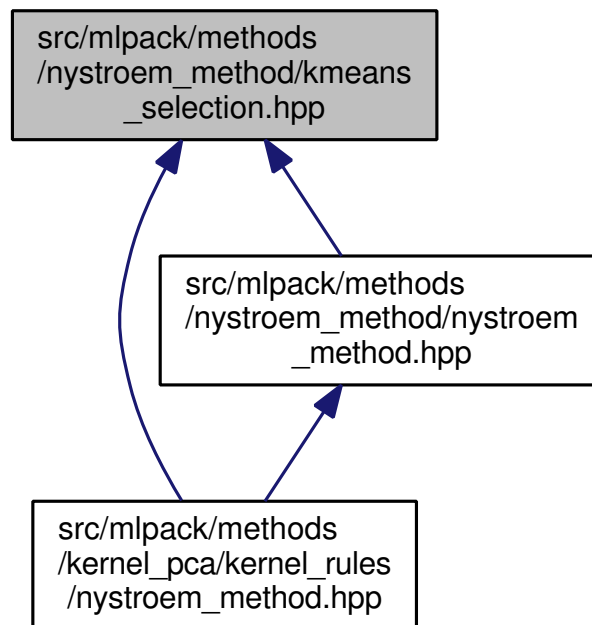 src/mlpack/methods
/nystroem_method/kmeans
_selection.hpp
src/mlpack/methods
/nystroem_method/nystroem
_method.hpp
src/mlpack/methods
/kernel_pca/kernel_rules
/nystroem_method.hpp